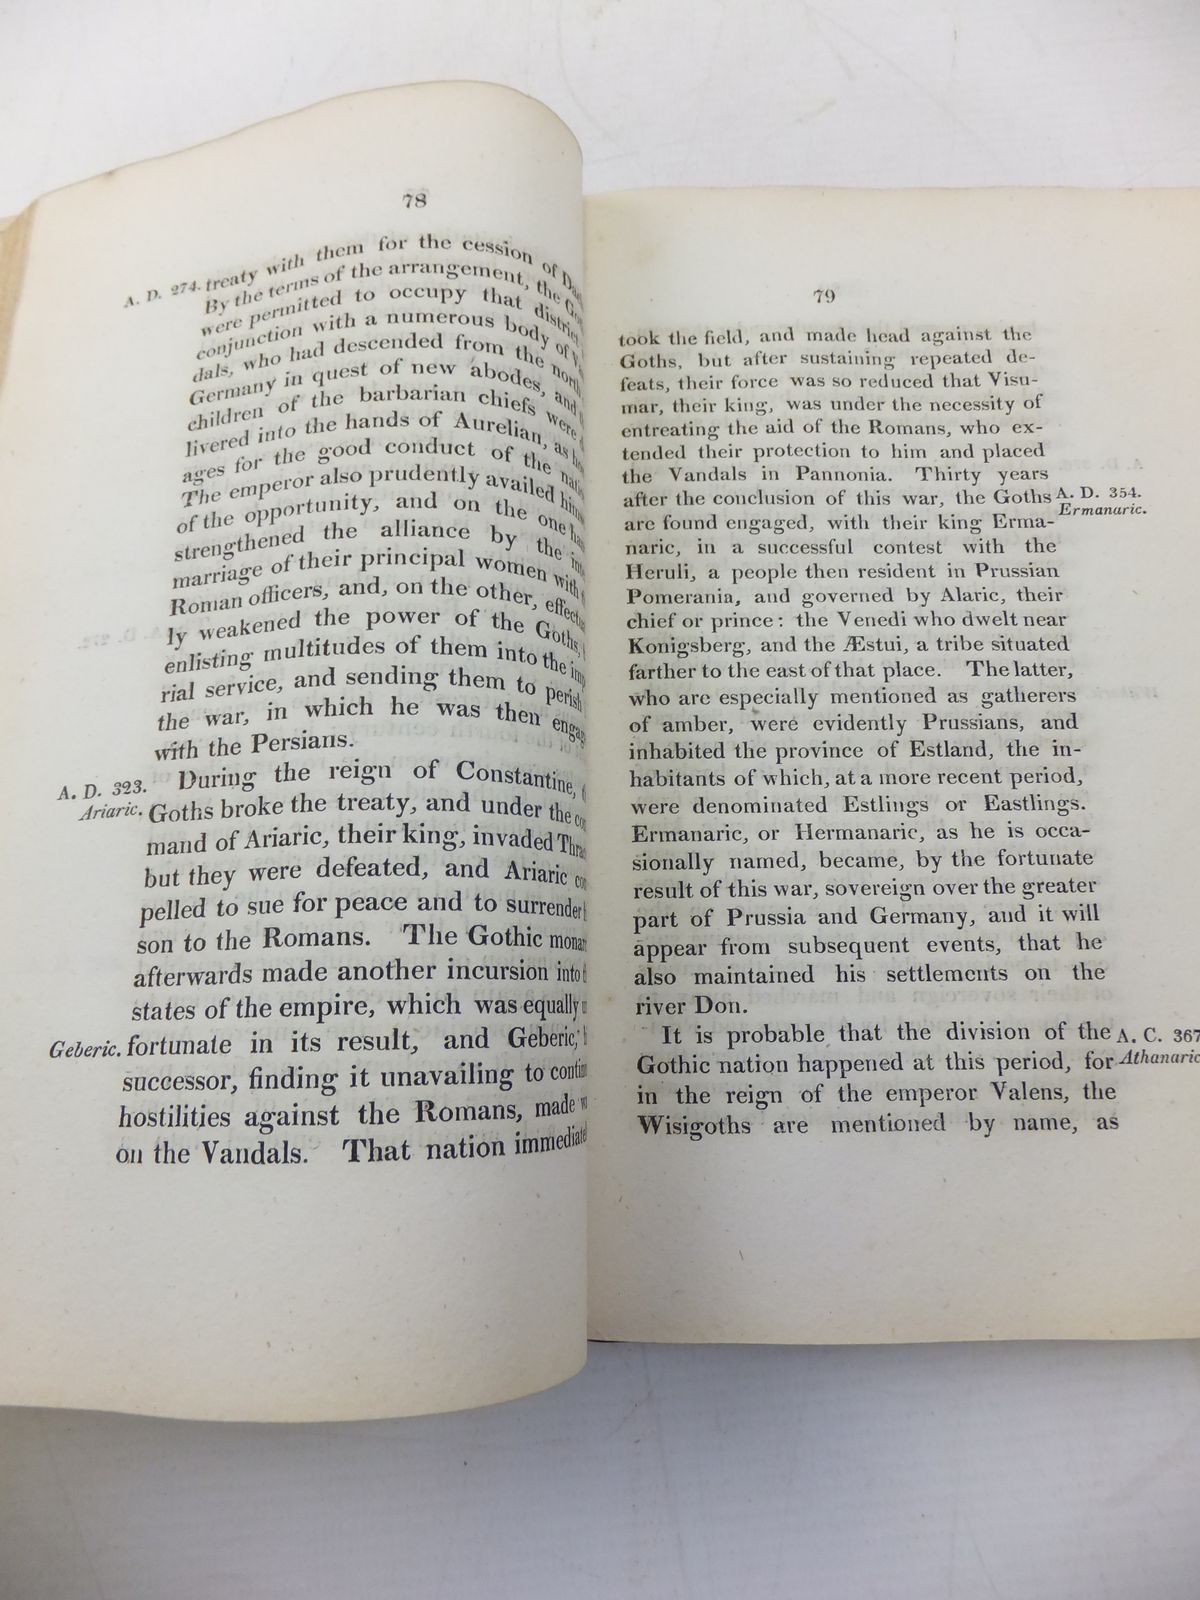 78
A. D. 274. treaty with them for the cession of
By the terms of the arrangement, the
were permitted to occupy that district
conjunction with a numerous body of
dals, who had descended from the north
Germany in quest of new abodes, and
children of the barbarian chiefs were
livered into the hands of Aurelian, as
ages for the good conduct of the
The emperor also prudently availed
of the opportunity, and on the one
strengthened the alliance by the
marriage of their principal women with
Roman officers, and, on the other,
ly weakened the power of the Goths,
enlisting multitudes of them into the
rial service, and sending them to perish
the war, in which he was then
with the Persians.
A. D. 323. During the reign of Constantine,
Ariaric. Goths broke the treaty, and under the
mand of Ariaric, their king, invaded
but they were defeated, and Ariaric
pelled to sue for peace and to surrender
son to the Romans. The Gothic
afterwards made another incursion into
states of the empire, which was equally
Geberic. fortunate in its result, and Geberic,
successor, finding it unavailing to
hostilities against the Romans, made
on the Vandals. That nation
79
took the field, and made head against the
Goths, but after sustaining repeated de-
feats, their force was so reduced that Visu-
mar, their king, was under the necessity of
entreating the aid of the Romans, who ex-
tended their protection to him and placed
the Vandals in Pannonia. Thirty years
after the conclusion of this war, the Goths A. D. 354.
are found engaged, with their king Erma- Ermanaric.
naric, in a successful contest with the
Heruli, a people then resident in Prussian
Pomerania, and governed by Alaric, their
chief or prince: the Venedi who dwelt near
Konigsberg, and the Æstui, a tribe situated
farther to the east of that place. The latter,
who are especially mentioned as gatherers
of amber, were evidently Prussians, and
inhabited the province of Estland, the in-
habitants of which, at a more recent period,
were denominated Estlings or Eastlings.
Ermanaric, or Hermanaric, as he is occa-
sionally named, became, by the fortunate
result of this war, sovereign over the greater
part of Prussia and Germany, and it will
appear from subsequent events, that he
also maintained his settlements on the
river Don.
It is probable that the division of the A. C. 367
Gothic nation happened at this period, for Athanaric
in the reign of the emperor Valens, the
Wisigoths are mentioned by name, as